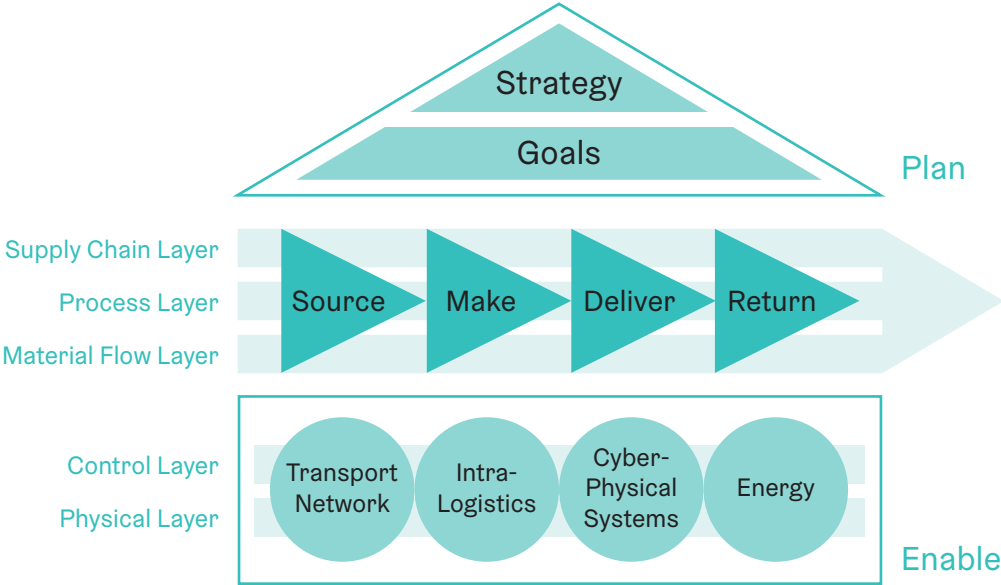 Strategy
Goals
Plan
Supply Chain Layer
Process Layer
Material Flow Layer
Source
Make
Deliver
Return
Control Layer
Physical Layer
Transport
Network
Intra-
Logistics
Cyber-
Physical
Systems
Energy
Enable